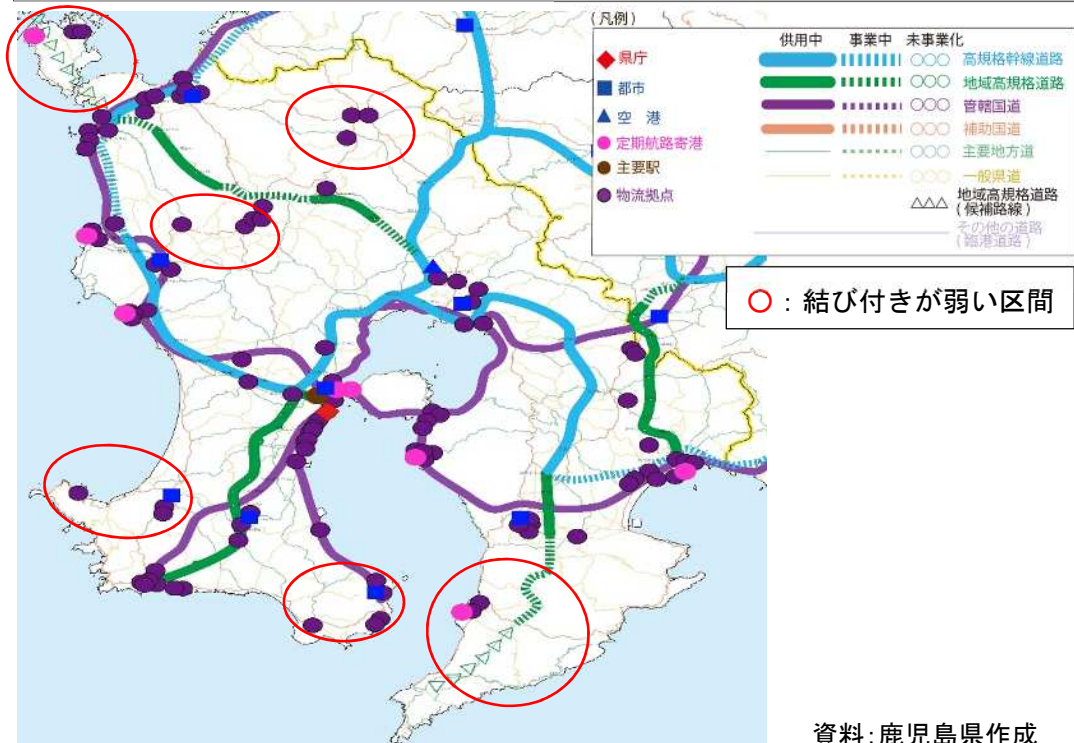 (凡例)
供用中 事業中 未事業化
県庁
都市
空 港
定期航路寄港
主要駅
物流拠点
○○○ 高規格幹線道路
○○○ 地域高規格道路
○○○ 管轄国道
○○○ 補助国道
○○○ 主要地方道
○○○ 一般県道
△△△ 地域高規格道路
(候補路線)
その他の道路
(臨港道路)
○：結び付きが弱い区間
資料：鹿児島県作成